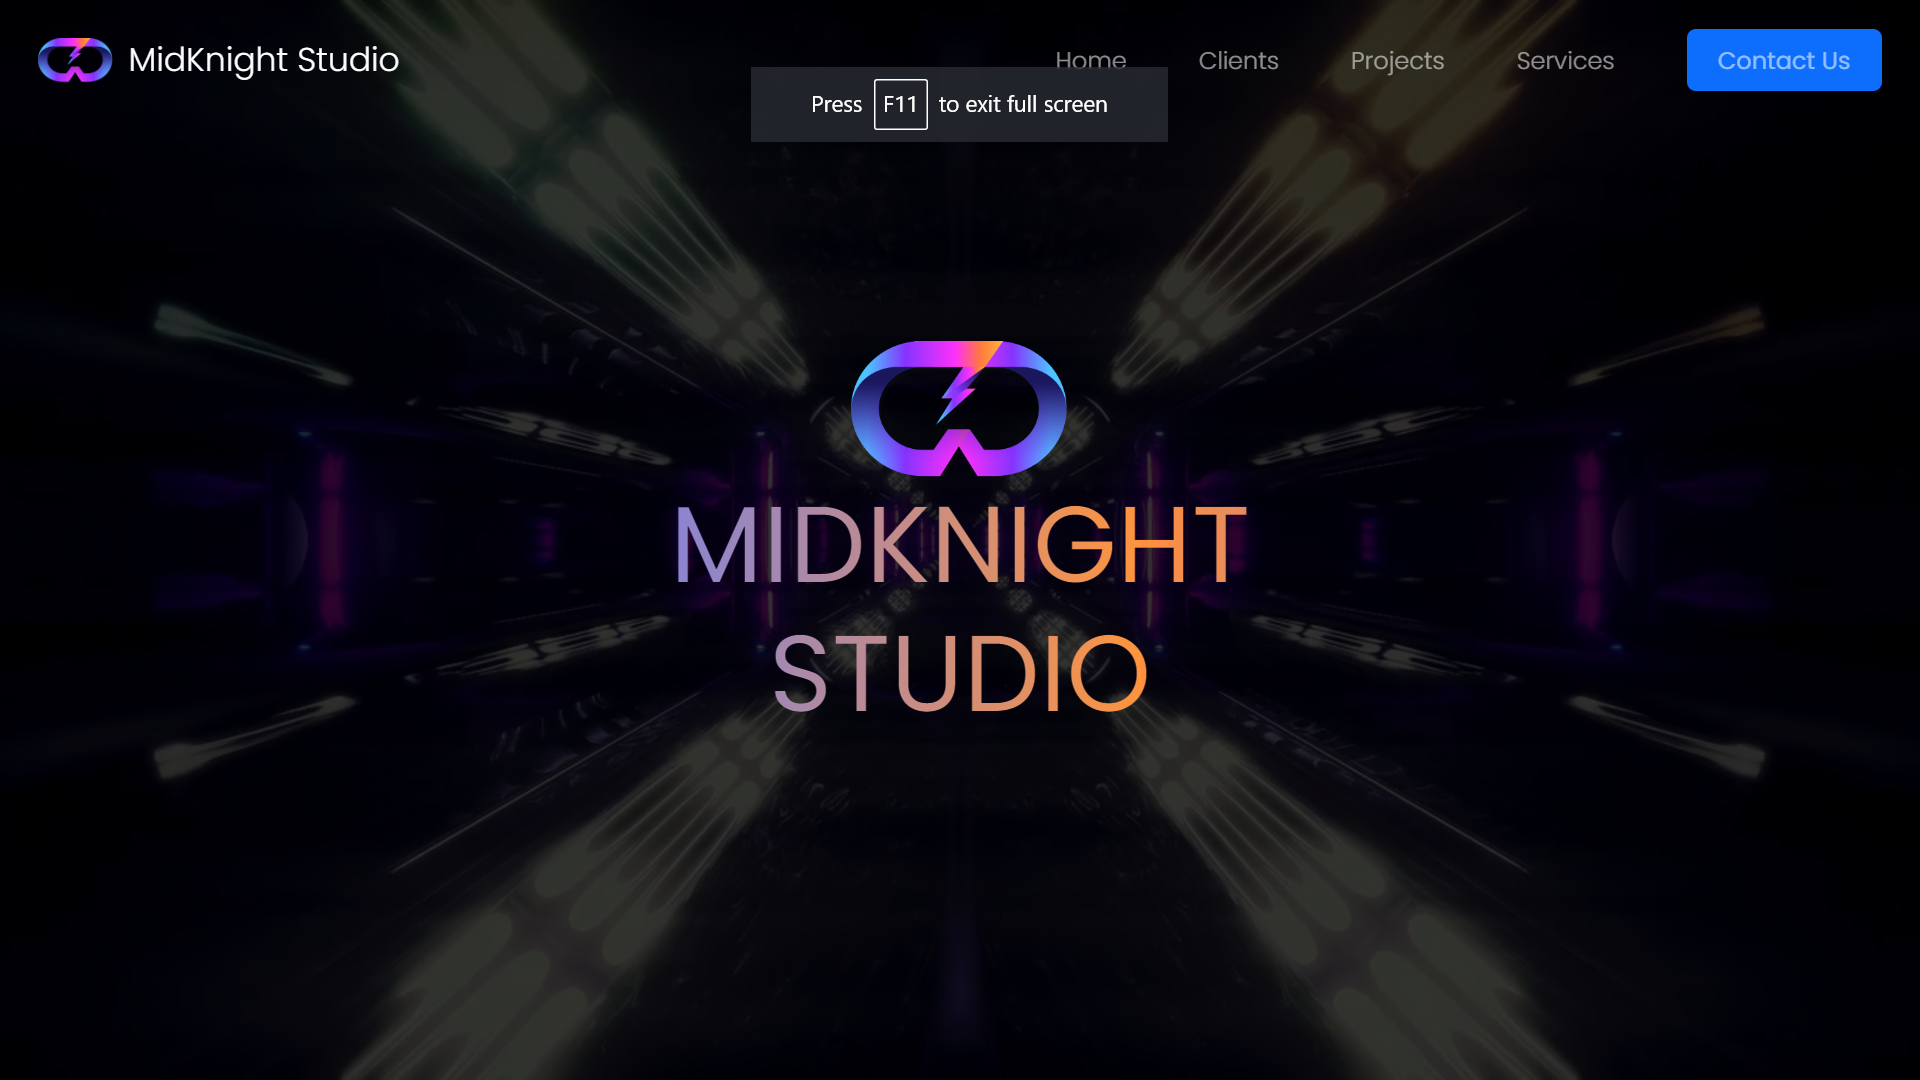 MidKnight Studio
Home Clients Projects Services Contact Us
Press F11 to exit full screen
MIDKNIGHT
STUDIO